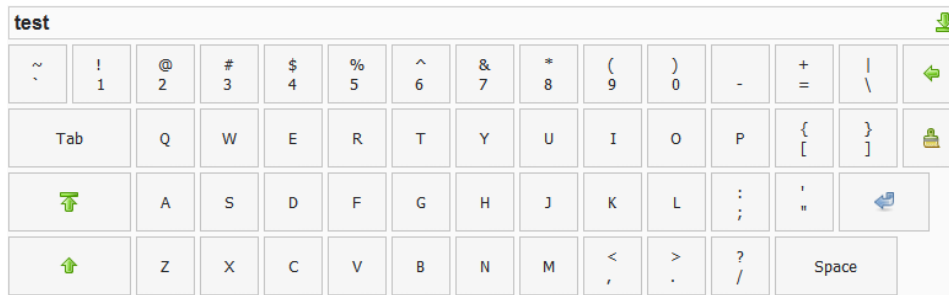 test
~ ! @ # $ % ^ & * ( ) + |
` 1 2 3 4 5 6 7 8 9 0 - = \
Tab Q W E R T Y U I O P { }
[ ]
A S D F G H J K L : '
; "
Z X C V B N M < > ? Space
, . /